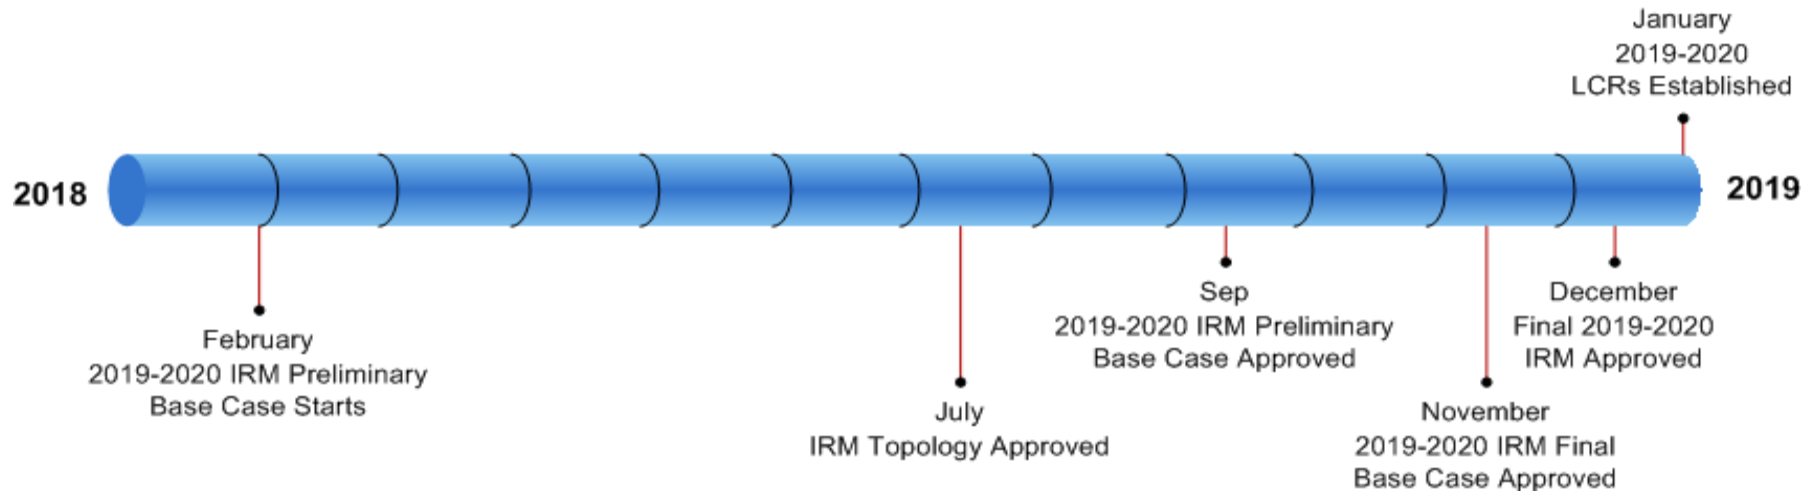 January
2019-2020
LCRs Established
2018
2019
February
2019-2020 IRM Preliminary
Base Case Starts
July
IRM Topology Approved
Sep
2019-2020 IRM Preliminary
Base Case Approved
November
2019-2020 IRM Final
Base Case Approved
December
Final 2019-2020
IRM Approved